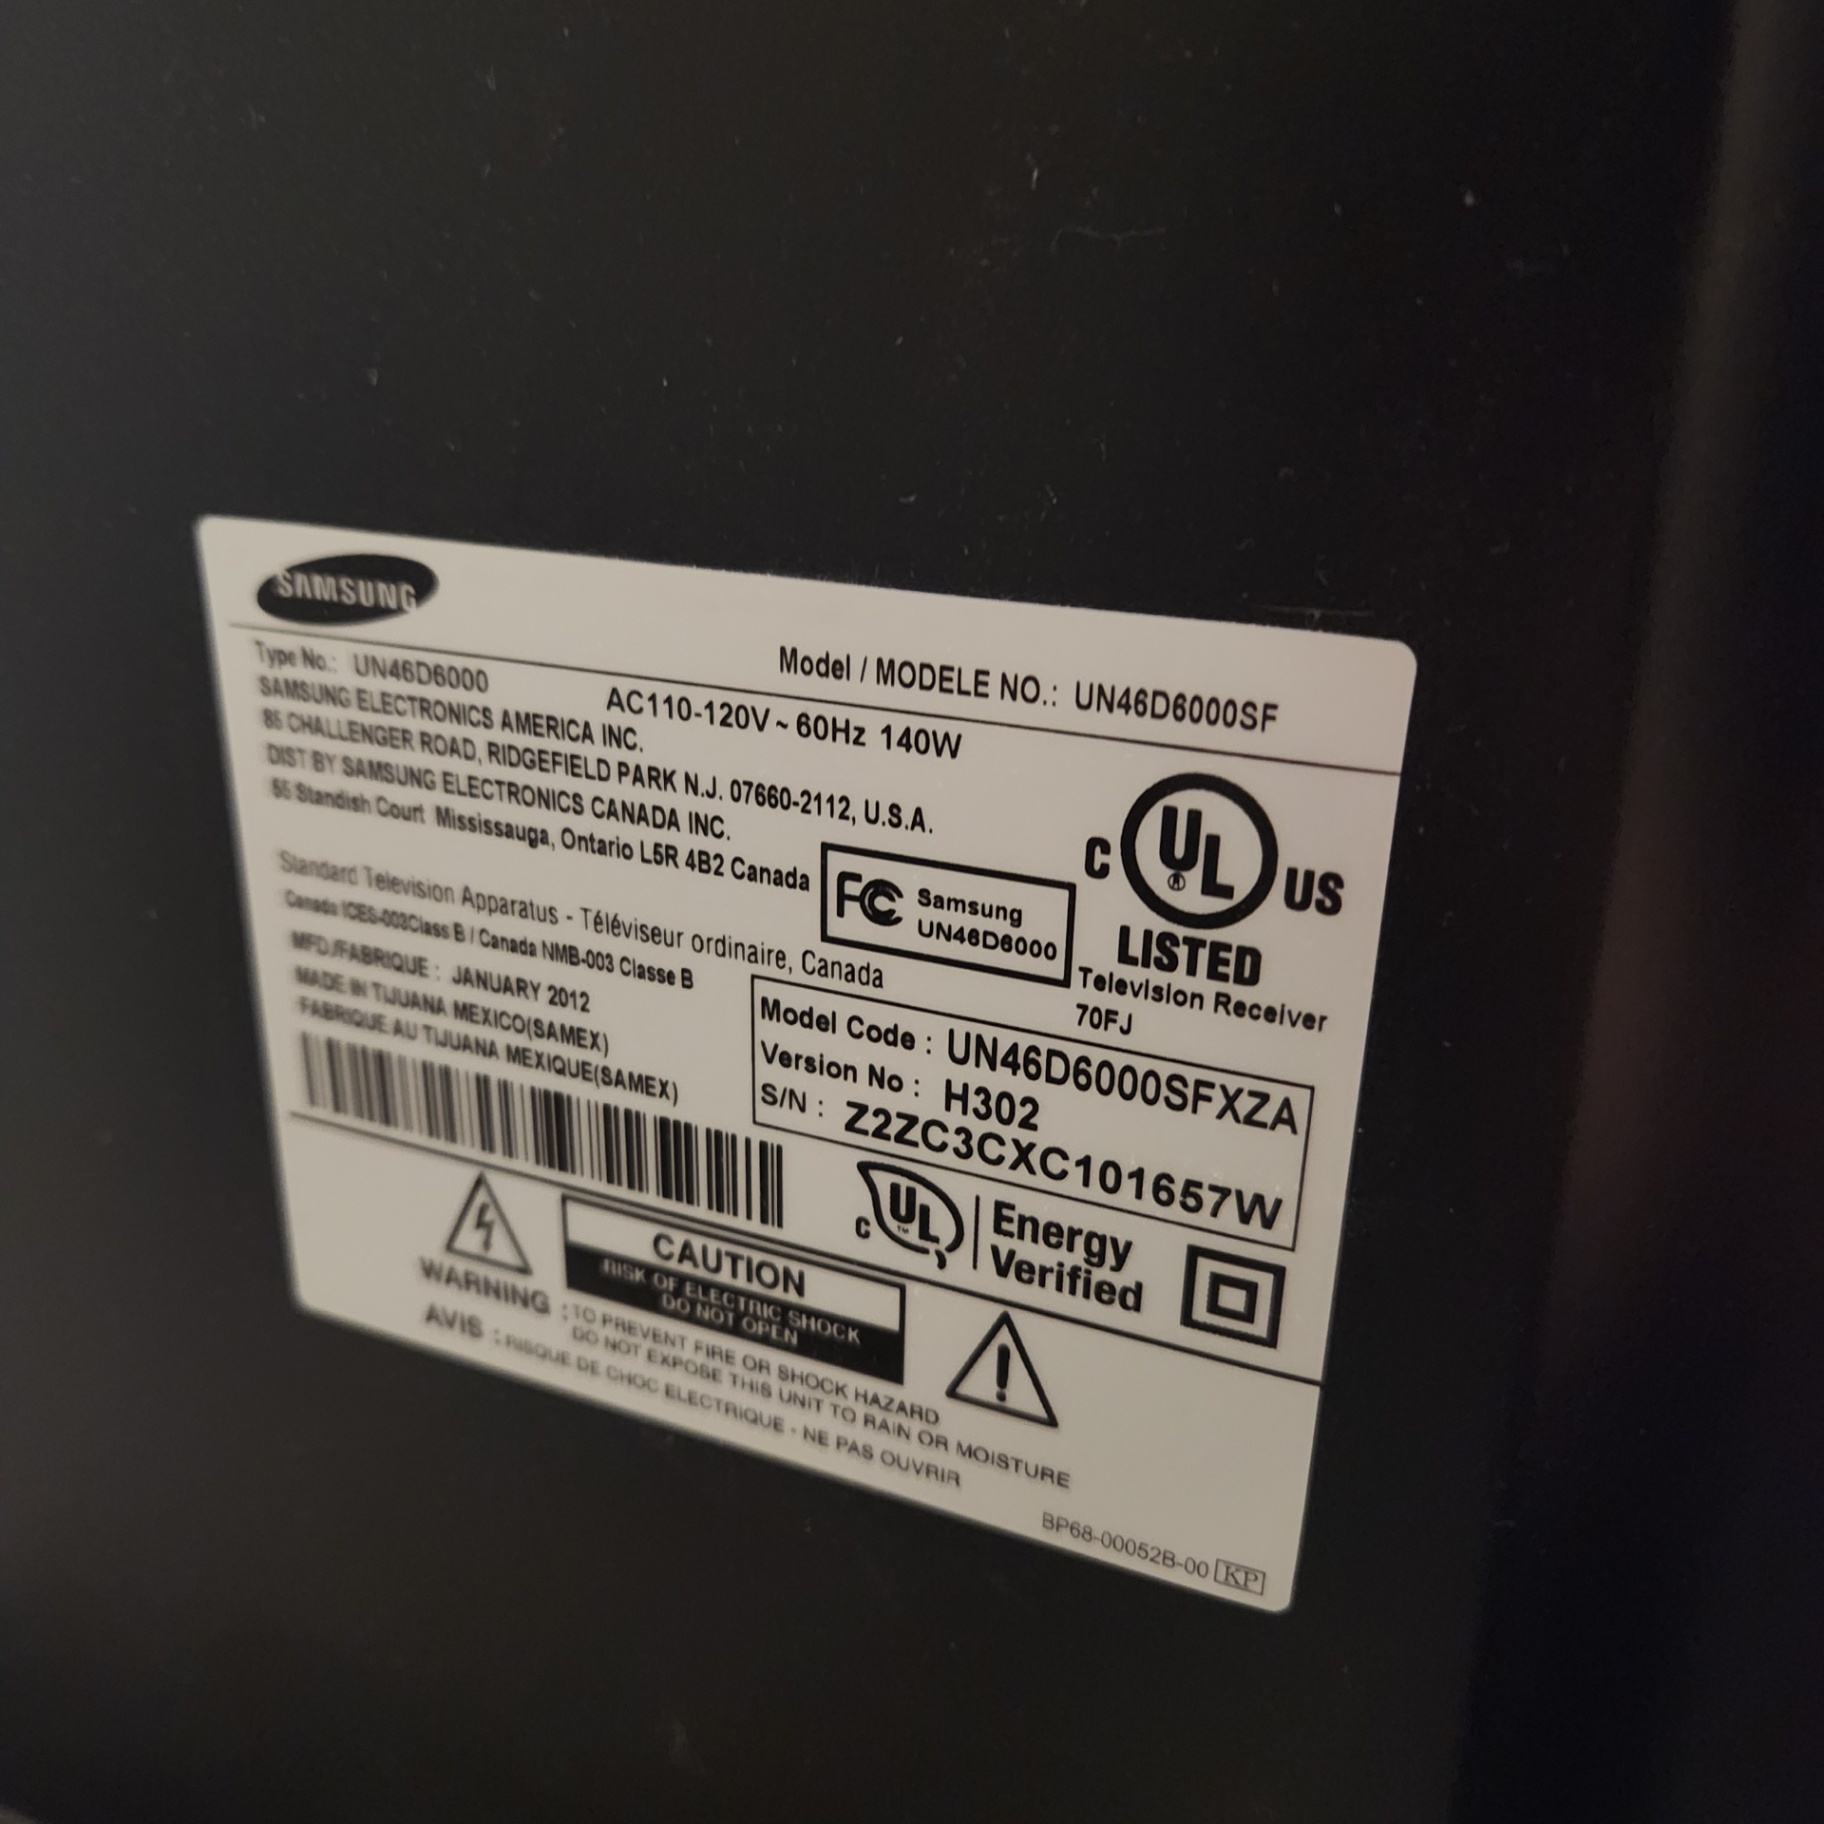 SAMSUNG
Model / MODELE NO.: UN46D6000SF
Type No.: UN46D6000
AC110-120V ~ 60Hz 140W
SAMSUNG ELECTRONICS AMERICA INC.
85 CHALLENGER ROAD, RIDGEFIELD PARK N.J. 07660-2112, U.S.A.
DIST BY SAMSUNG ELECTRONICS CANADA INC.
55 Standish Court Mississauga, Ontario L5R 4B2 Canada
FC Samsung
UN46D6000
C UL ® US
LISTED
Television Receiver
70FJ
Standard Television Apparatus - Téléviseur ordinaire, Canada
Canada ICES-003Class B / Canada NMB-003 Classe B
MFD./FABRIQUE : JANUARY 2012
MADE IN TIJUANA MEXICO(SAMEX)
FABRIQUE AU TIJUANA MEXIQUE(SAMEX)
Model Code : UN46D6000SFXZA
Version No : H302
S/N : Z2ZC3CXC101657W
C UL ™ Energy
Verified
CAUTION
RISK OF ELECTRIC SHOCK
DO NOT OPEN
WARNING : TO PREVENT FIRE OR SHOCK HAZARD
DO NOT EXPOSE THIS UNIT TO RAIN OR MOISTURE
AVIS : RISQUE DE CHOC ELECTRIQUE - NE PAS OUVRIR
BP68-00052B-00 KP